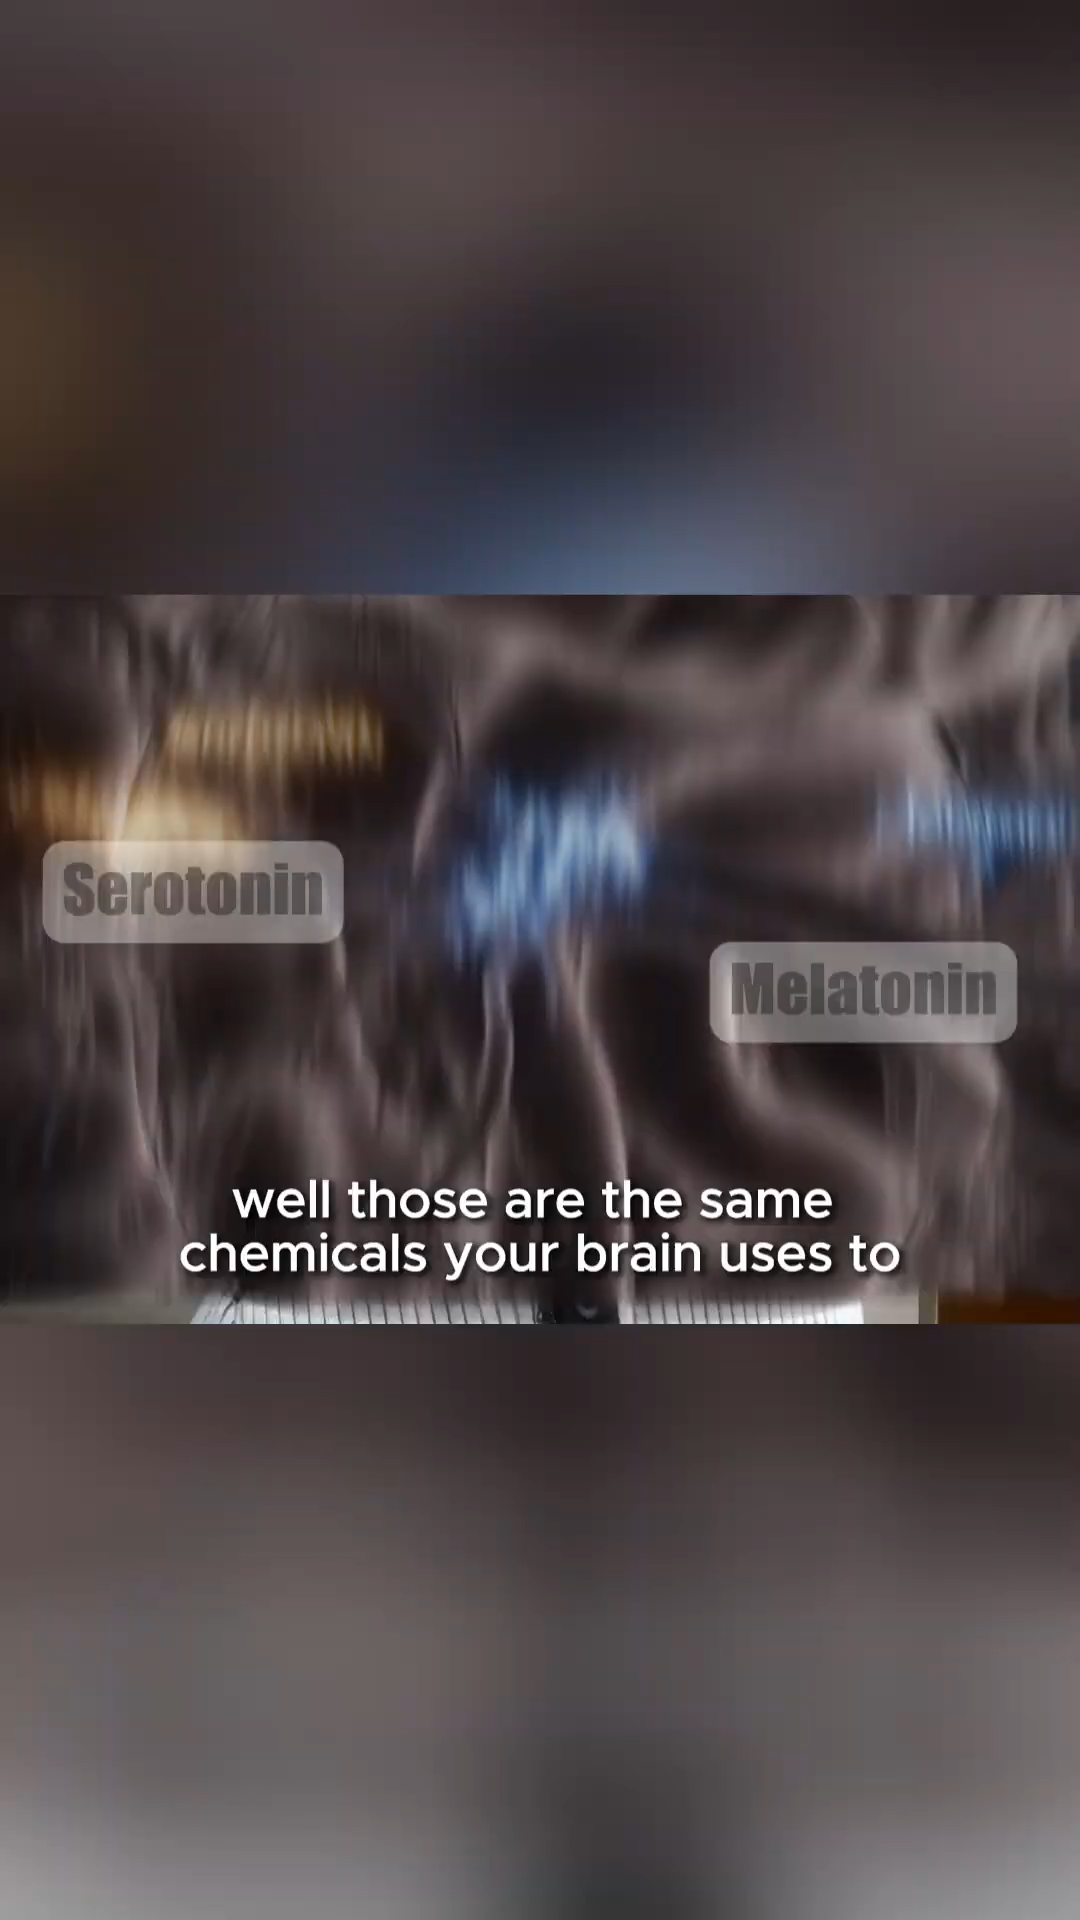 Serotonin
Melatonin
well those are the same
chemicals your brain uses to